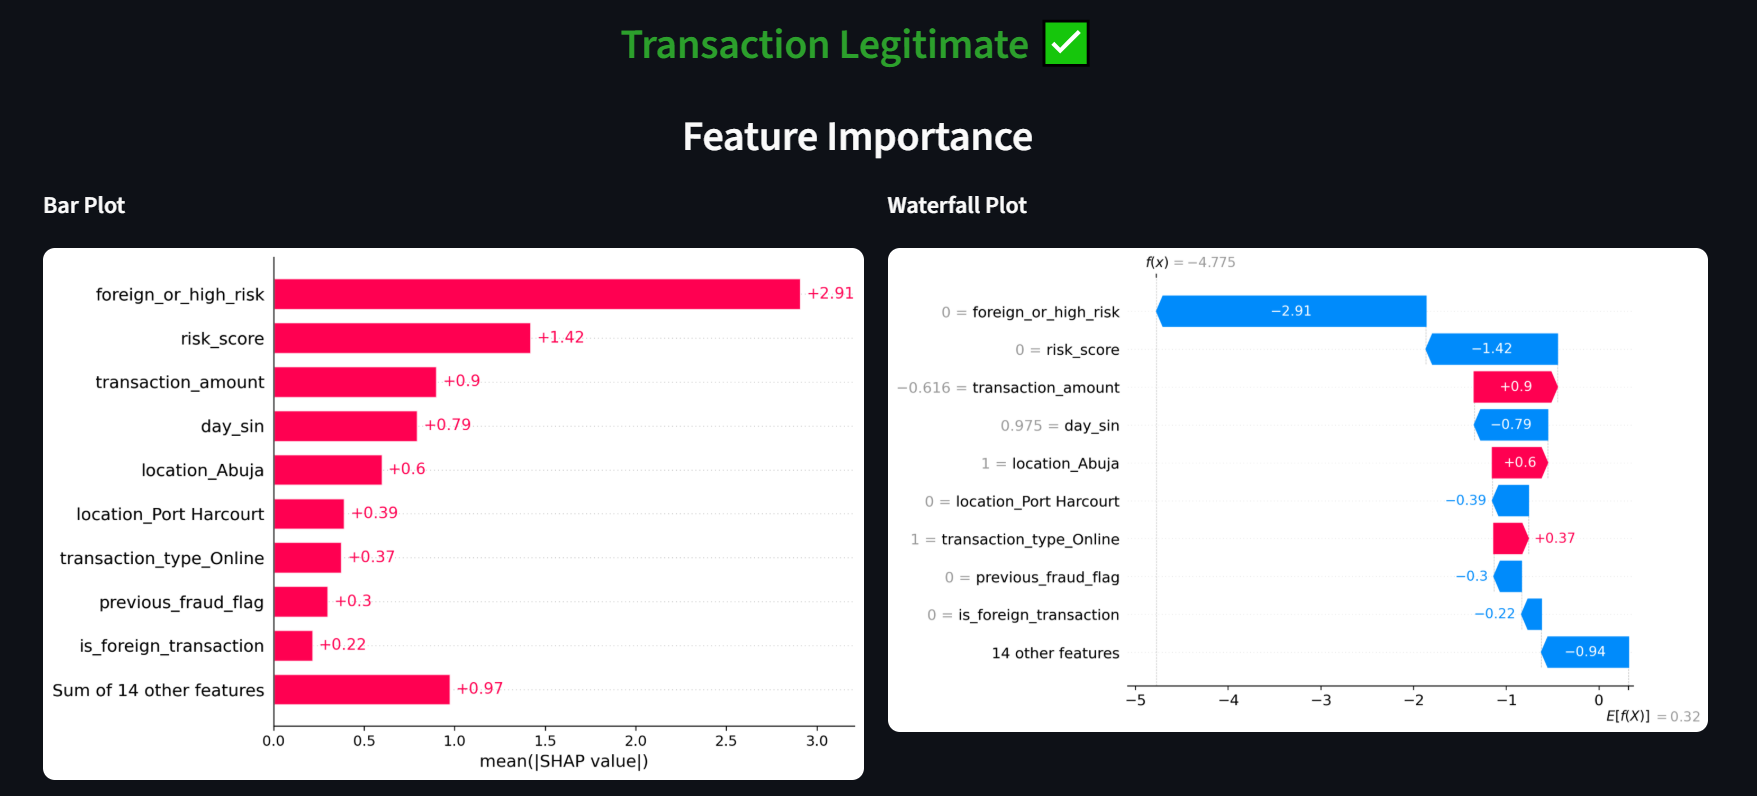 Transaction Legitimate ✅
Feature Importance
Bar Plot
foreign_or_high_risk +2.91
risk_score +1.42
transaction_amount +0.9
day_sin +0.79
location_Abuja +0.6
location_Port Harcourt +0.39
transaction_type_Online +0.37
previous_fraud_flag +0.3
is_foreign_transaction +0.22
Sum of 14 other features +0.97
0.0 0.5 1.0 1.5 2.0 2.5 3.0
mean(|SHAP value|)
Waterfall Plot
f(x) = −4.775
0 = foreign_or_high_risk −2.91
0 = risk_score −1.42
−0.616 = transaction_amount +0.9
0.975 = day_sin −0.79
1 = location_Abuja +0.6
0 = location_Port Harcourt −0.39
1 = transaction_type_Online +0.37
0 = previous_fraud_flag −0.3
0 = is_foreign_transaction −0.22
14 other features −0.94
−5 −4 −3 −2 −1 0
E[f(X)] = 0.32